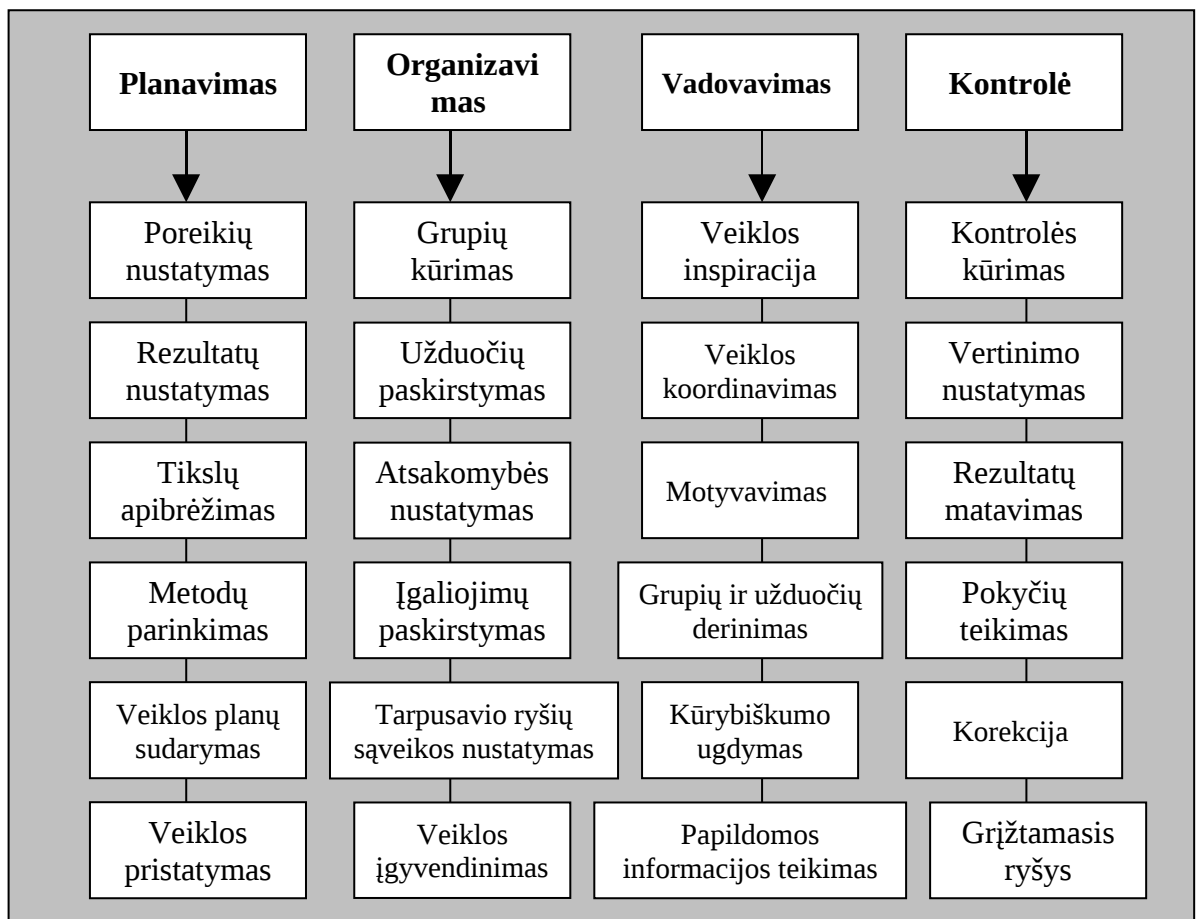 Planavimas
Organizavi
mas
Vadovavimas
Kontrolė
Poreikių
nustatymas
Grupių
kūrimas
Veiklos
inspiracija
Kontrolės
kūrimas
Rezultatų
nustatymas
Užduočių
paskirstymas
Veiklos
koordinavimas
Vertinimo
nustatymas
Tikslų
apibrėžimas
Atsakomybės
nustatymas
Motyvavimas
Rezultatų
matavimas
Metodų
parinkimas
Įgaliojimų
paskirstymas
Grupių ir užduočių
derinimas
Pokyčių
teikimas
Veiklos planų
sudarymas
Tarpusavio ryšių
sąveikos nustatymas
Kūrybiškumo
ugdymas
Korekcija
Veiklos
pristatymas
Veiklos
įgyvendinimas
Papildomos
informacijos teikimas
Grįžtamasis
ryšys